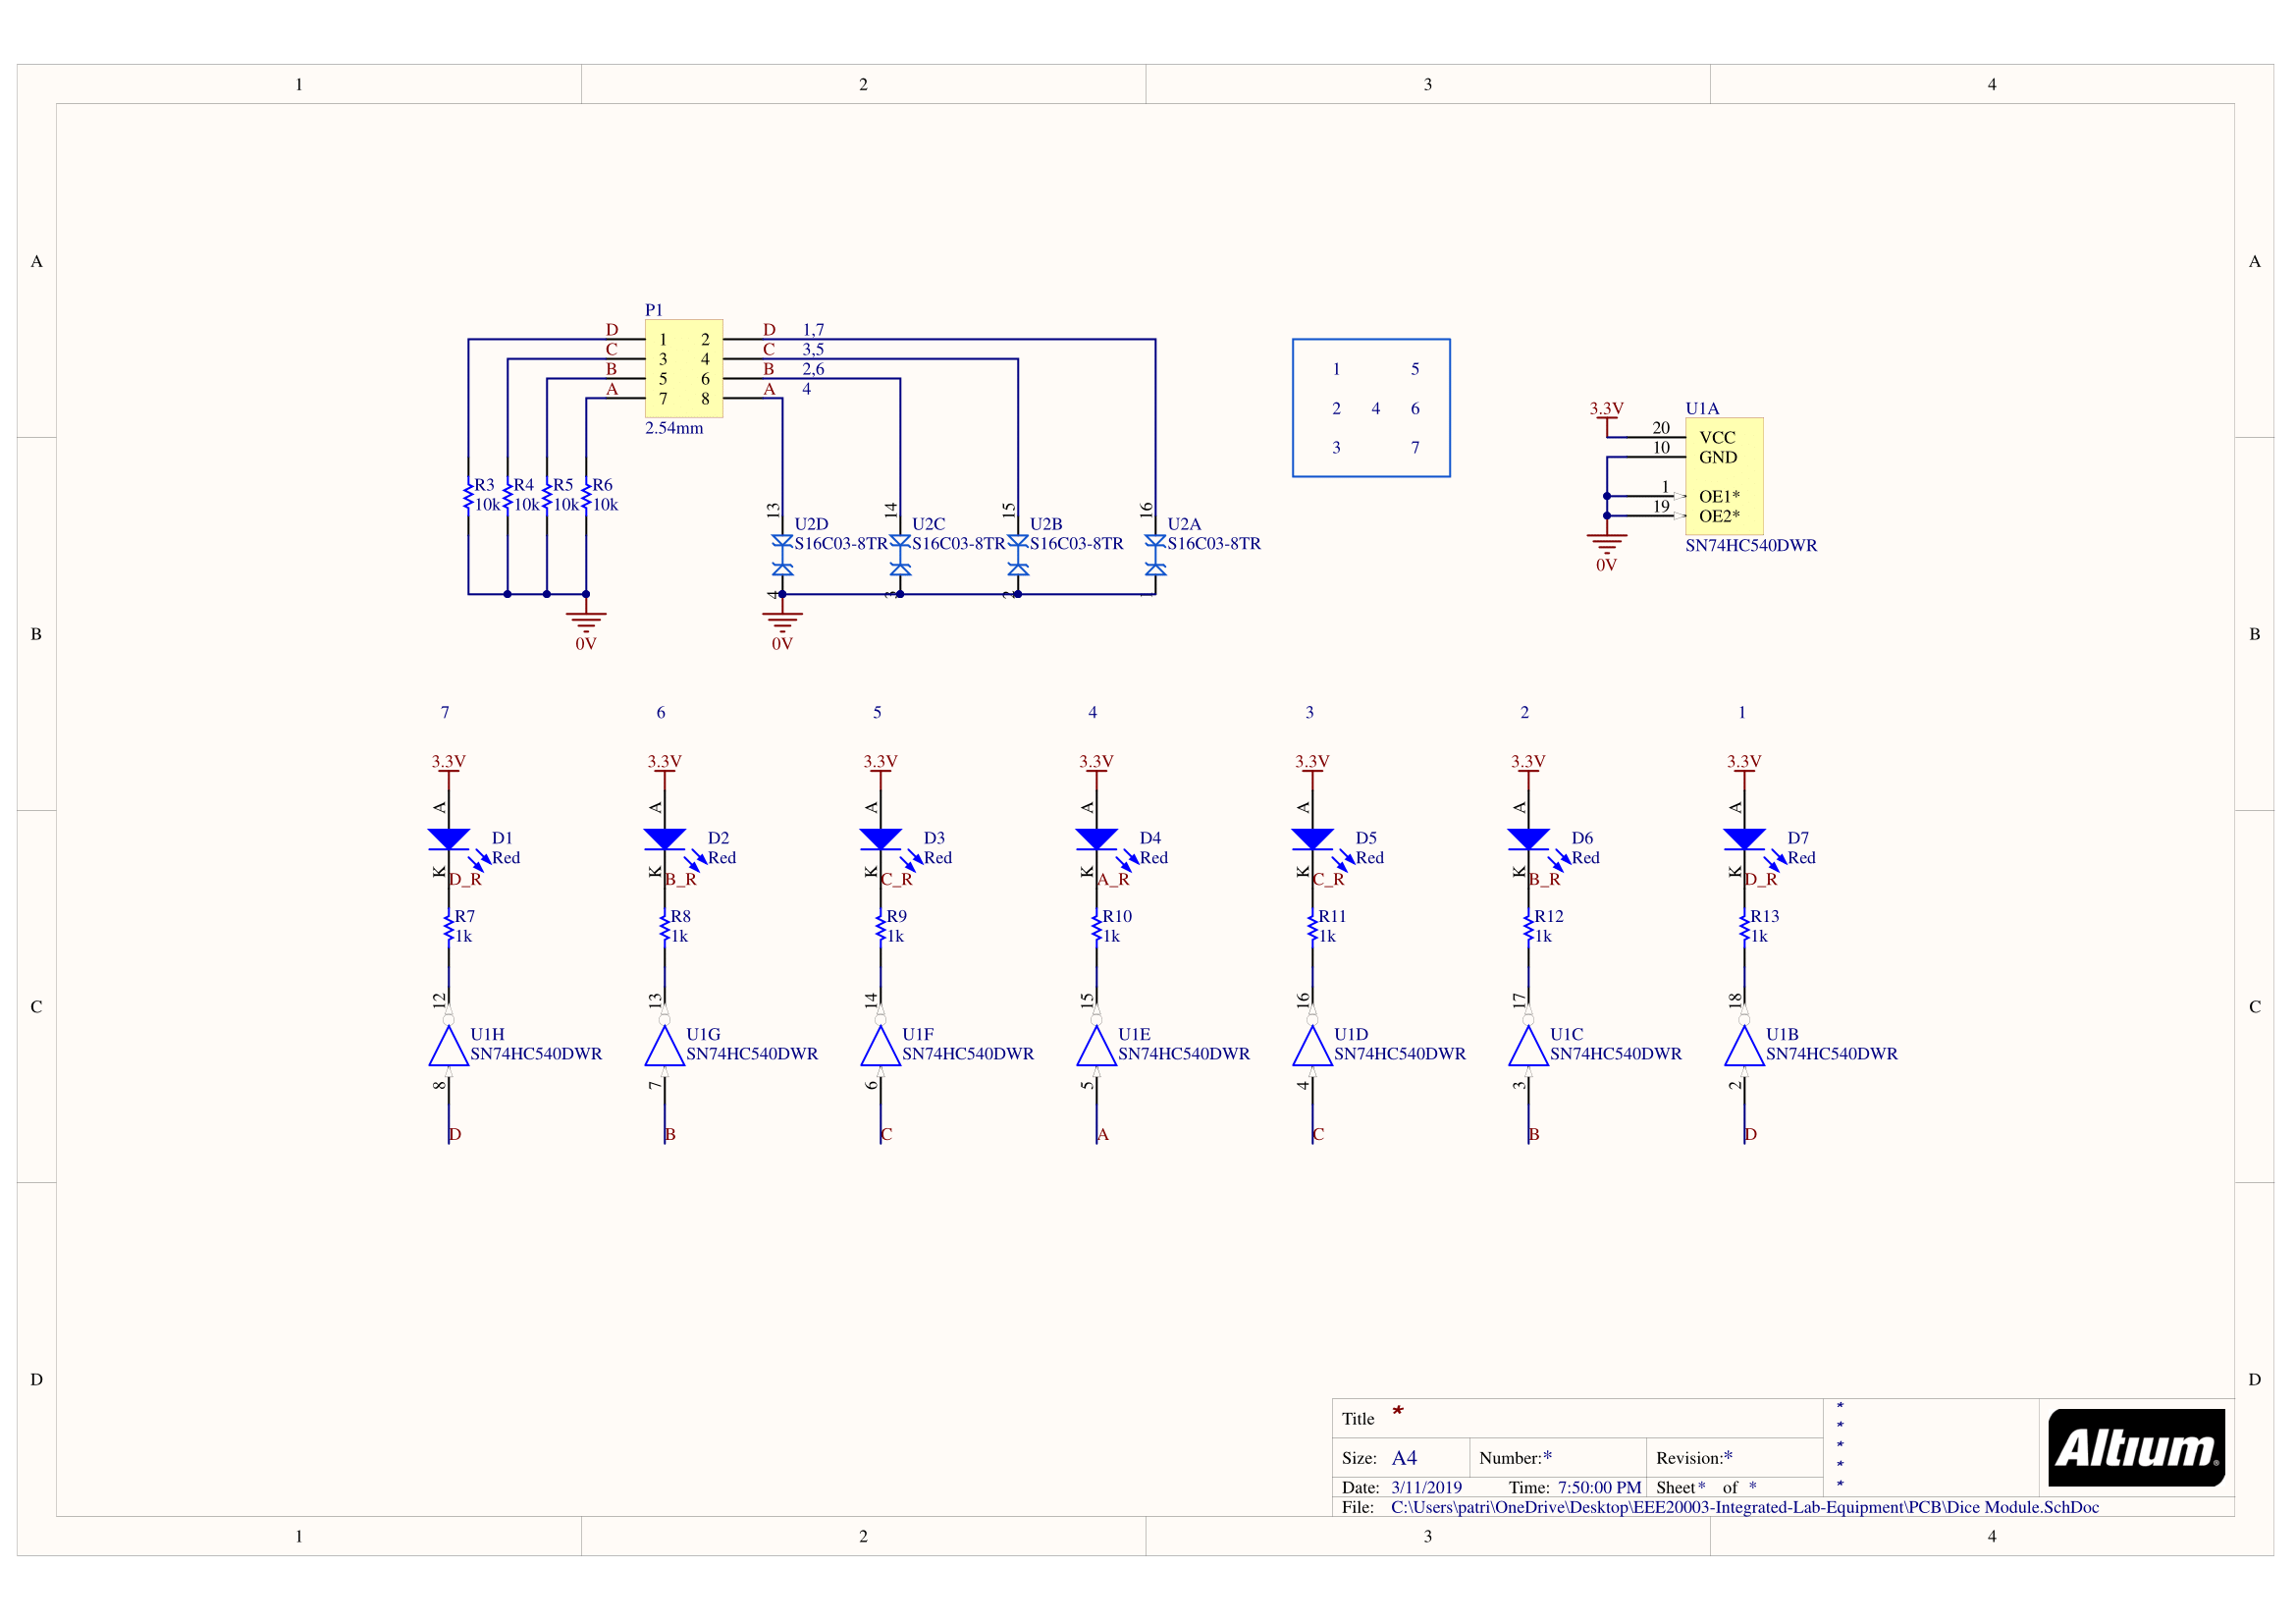 1 2 3 4
A A
P1
D 1 2 D 1,7
C 3 4 C 3,5
B 5 6 B 2,6
A 7 8 A 4
2.54mm
1 5
2 4 6
3 7
3.3V U1A
20 VCC
10 GND
1 OE1*
19 OE2*
SN74HC540DWR
0V
R3 R4 R5 R6
10k 10k 10k 10k
13 14 15 16
U2D U2C U2B U2A
S16C03-8TR S16C03-8TR S16C03-8TR S16C03-8TR
4 3 2 1
0V 0V
B B
7 6 5 4 3 2 1
3.3V 3.3V 3.3V 3.3V 3.3V 3.3V 3.3V
A A A A A A A
D1 D2 D3 D4 D5 D6 D7
Red Red Red Red Red Red Red
K K K K K K K
D_R B_R C_R A_R C_R B_R D_R
R7 R8 R9 R10 R11 R12 R13
1k 1k 1k 1k 1k 1k 1k
C C
12 13 14 15 16 17 18
U1H U1G U1F U1E U1D U1C U1B
SN74HC540DWR SN74HC540DWR SN74HC540DWR SN74HC540DWR SN74HC540DWR SN74HC540DWR SN74HC540DWR
8 7 6 5 4 3 2
D B C A C B D
D D
Title *
Size: A4 Number:* Revision:*
Date: 3/11/2019 Time: 7:50:00 PM Sheet * of *
File: C:\Users\patri\OneDrive\Desktop\EEE20003-Integrated-Lab-Equipment\PCB\Dice Module.SchDoc
*
*
*
*
*
Altium®
1 2 3 4